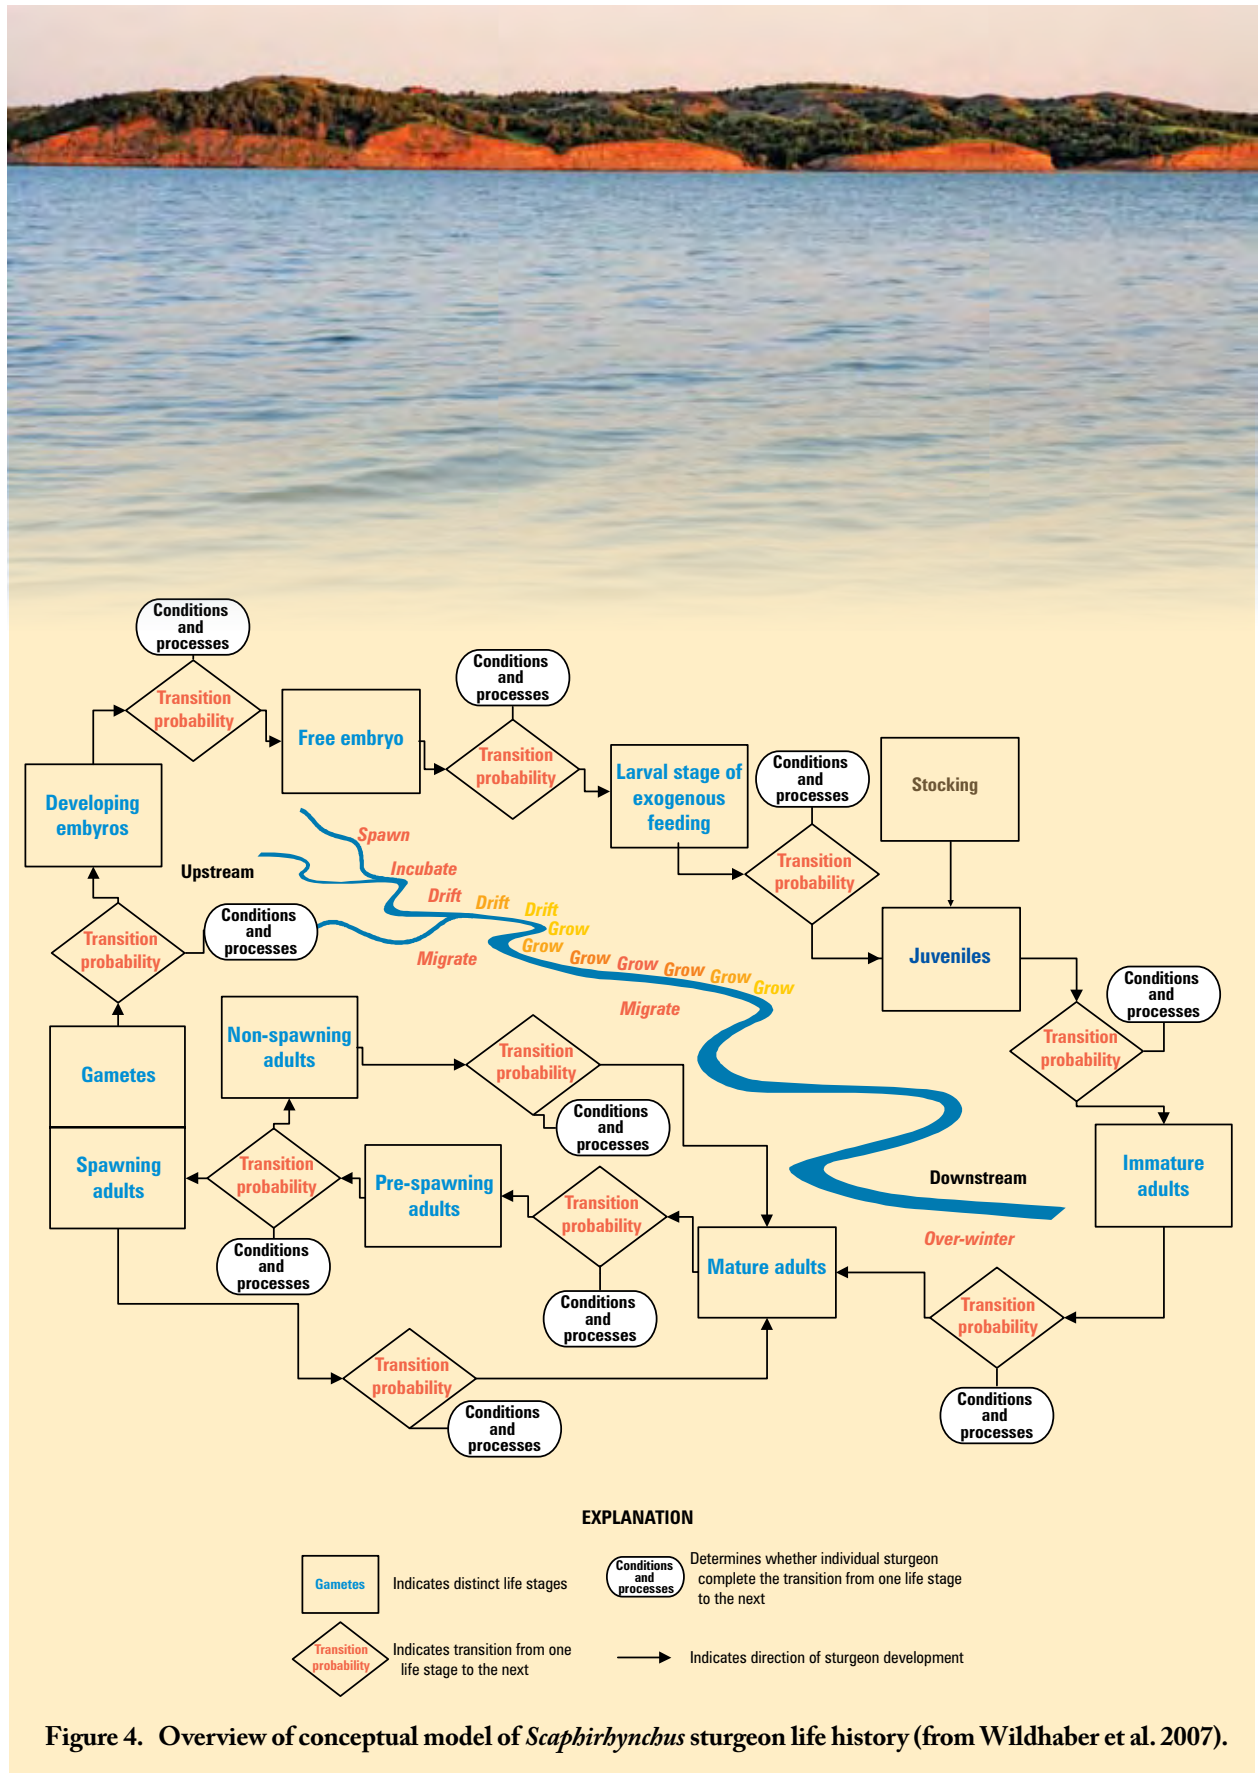 Conditions
and
processes
Transition
probability
Free embryo
Conditions
and
processes
Transition
probability
Larval stage of
exogenous
feeding
Conditions
and
processes
Transition
probability
Stocking
Developing
embyros
Juveniles
Transition
probability
Conditions
and
processes
Upstream
Spawn
Incubate
Drift
Drift
Drift
Grow
Grow
Grow
Grow
Grow
Grow
Grow
Migrate
Migrate
Downstream
Over-winter
Transition
probability
Conditions
and
processes
Immature
adults
Gametes
Spawning
adults
Non-spawning
adults
Transition
probability
Conditions
and
processes
Transition
probability
Conditions
and
processes
Pre-spawning
adults
Transition
probability
Conditions
and
processes
Mature adults
Transition
probability
Conditions
and
processes
Transition
probability
Conditions
and
processes
EXPLANATION
Gametes
Indicates distinct life stages
Conditions
and
processes
Determines whether individual sturgeon
complete the transition from one life stage
to the next
Transition
probability
Indicates transition from one
life stage to the next
Indicates direction of sturgeon development
Figure 4. Overview of conceptual model of Scaphirhynchus sturgeon life history (from Wildhaber et al. 2007).